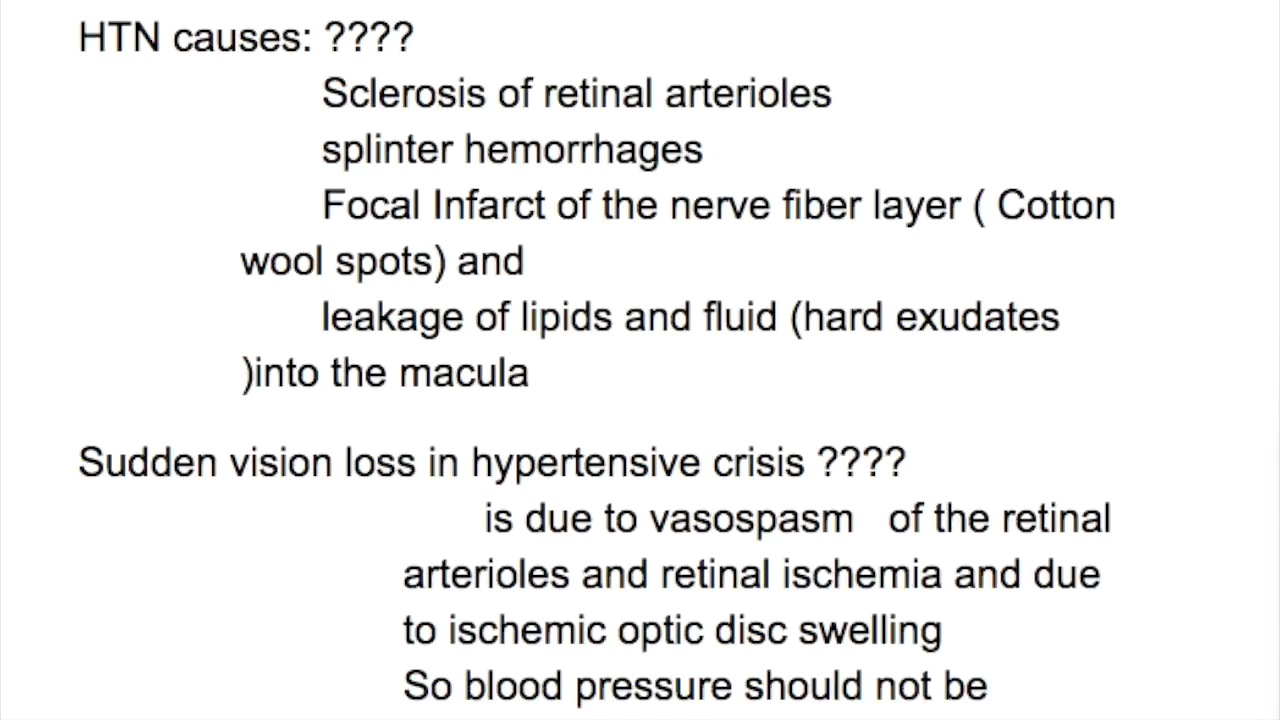 HTN causes: ????
Sclerosis of retinal arterioles
splinter hemorrhages
Focal Infarct of the nerve fiber layer ( Cotton
wool spots) and
leakage of lipids and fluid (hard exudates
)into the macula
Sudden vision loss in hypertensive crisis ????
is due to vasospasm of the retinal
arterioles and retinal ischemia and due
to ischemic optic disc swelling
So blood pressure should not be